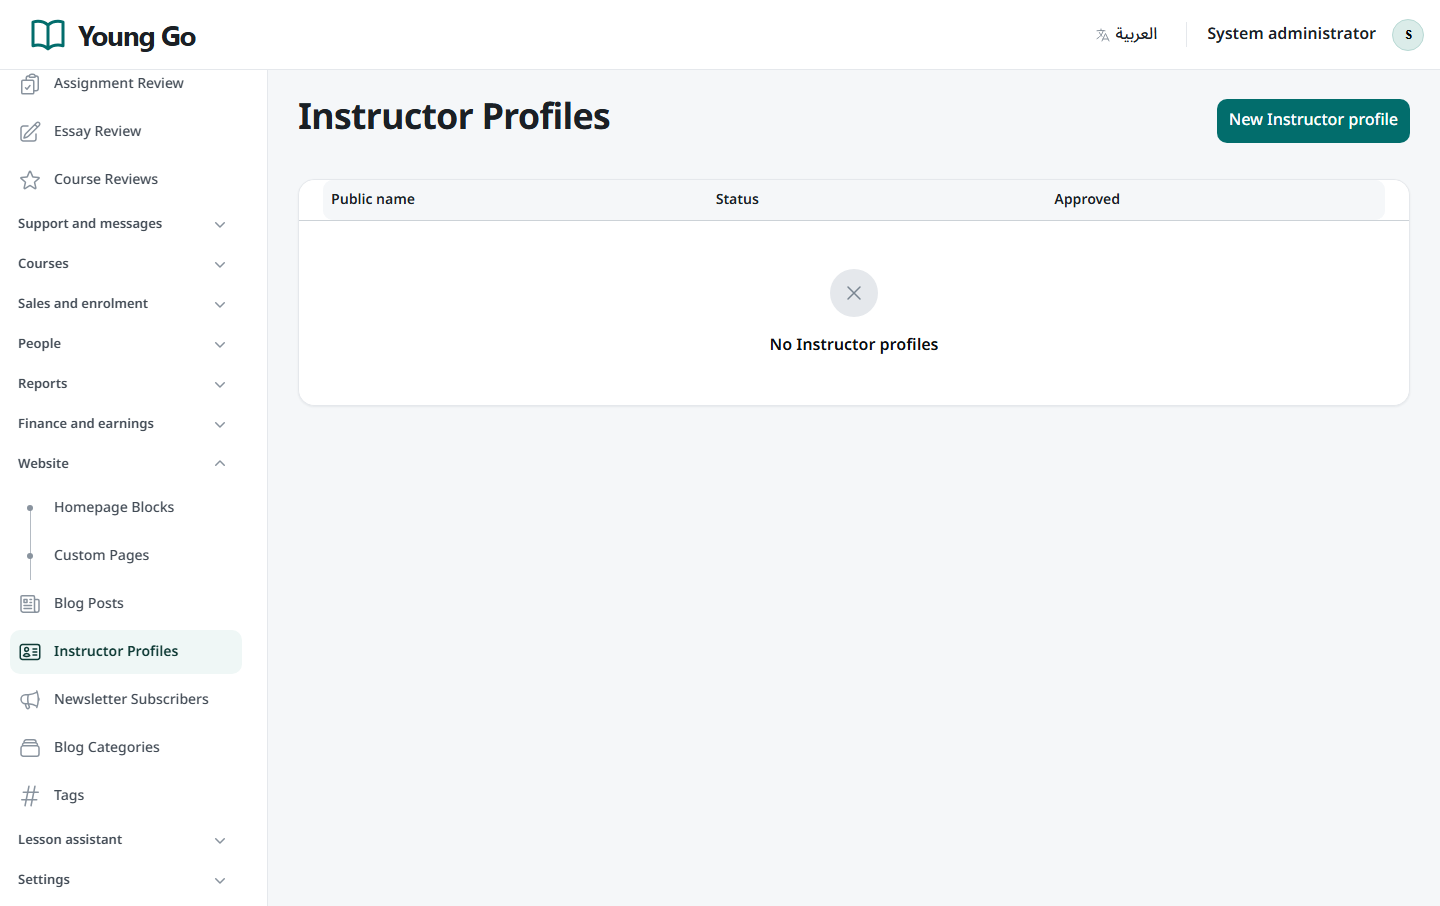 Young Go
العربية
System administrator
S
Assignment Review
Essay Review
Course Reviews
Support and messages
Courses
Sales and enrolment
People
Reports
Finance and earnings
Website
Homepage Blocks
Custom Pages
Blog Posts
Instructor Profiles
Newsletter Subscribers
Blog Categories
Tags
Lesson assistant
Settings
Instructor Profiles
New Instructor profile
Public name Status Approved
No Instructor profiles